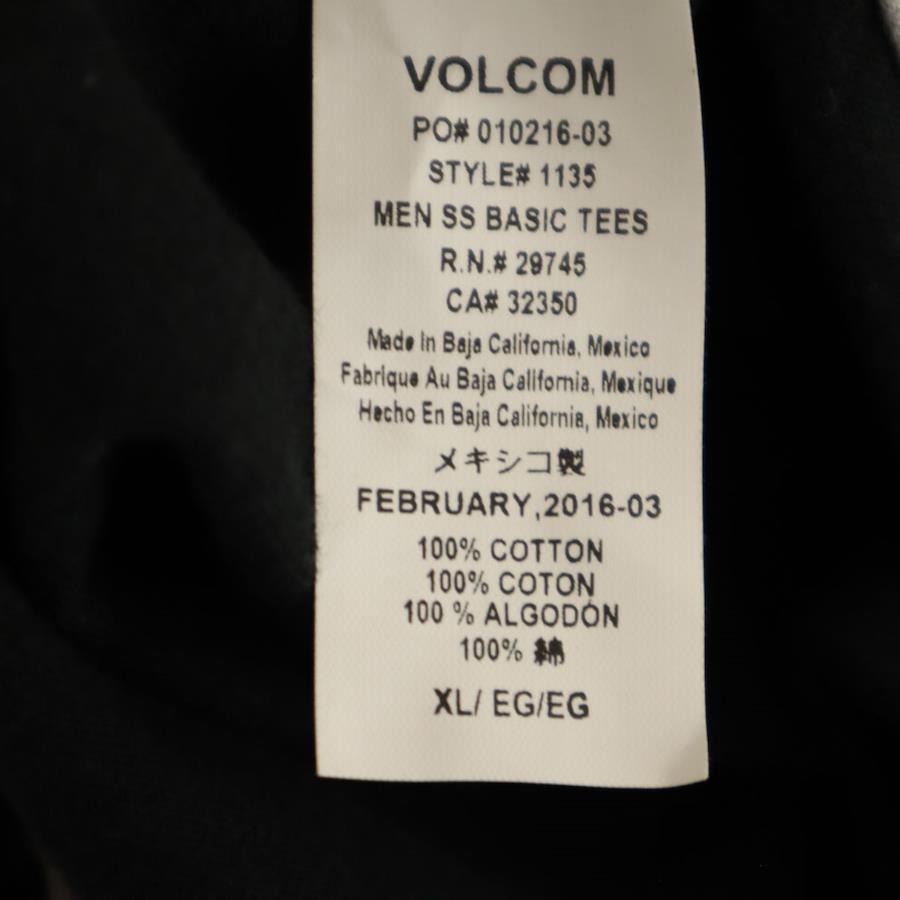 VOLCOM
PO# 010216-03
STYLE# 1135
MEN SS BASIC TEES
R.N.# 29745
CA# 32350
Made In Baja California, Mexico
Fabrique Au Baja California, Mexique
Hecho En Baja California, Mexico
メキシコ製
FEBRUARY,2016-03
100% COTTON
100% COTON
100 % ALGODÓN
100% 綿
XL/ EG/EG